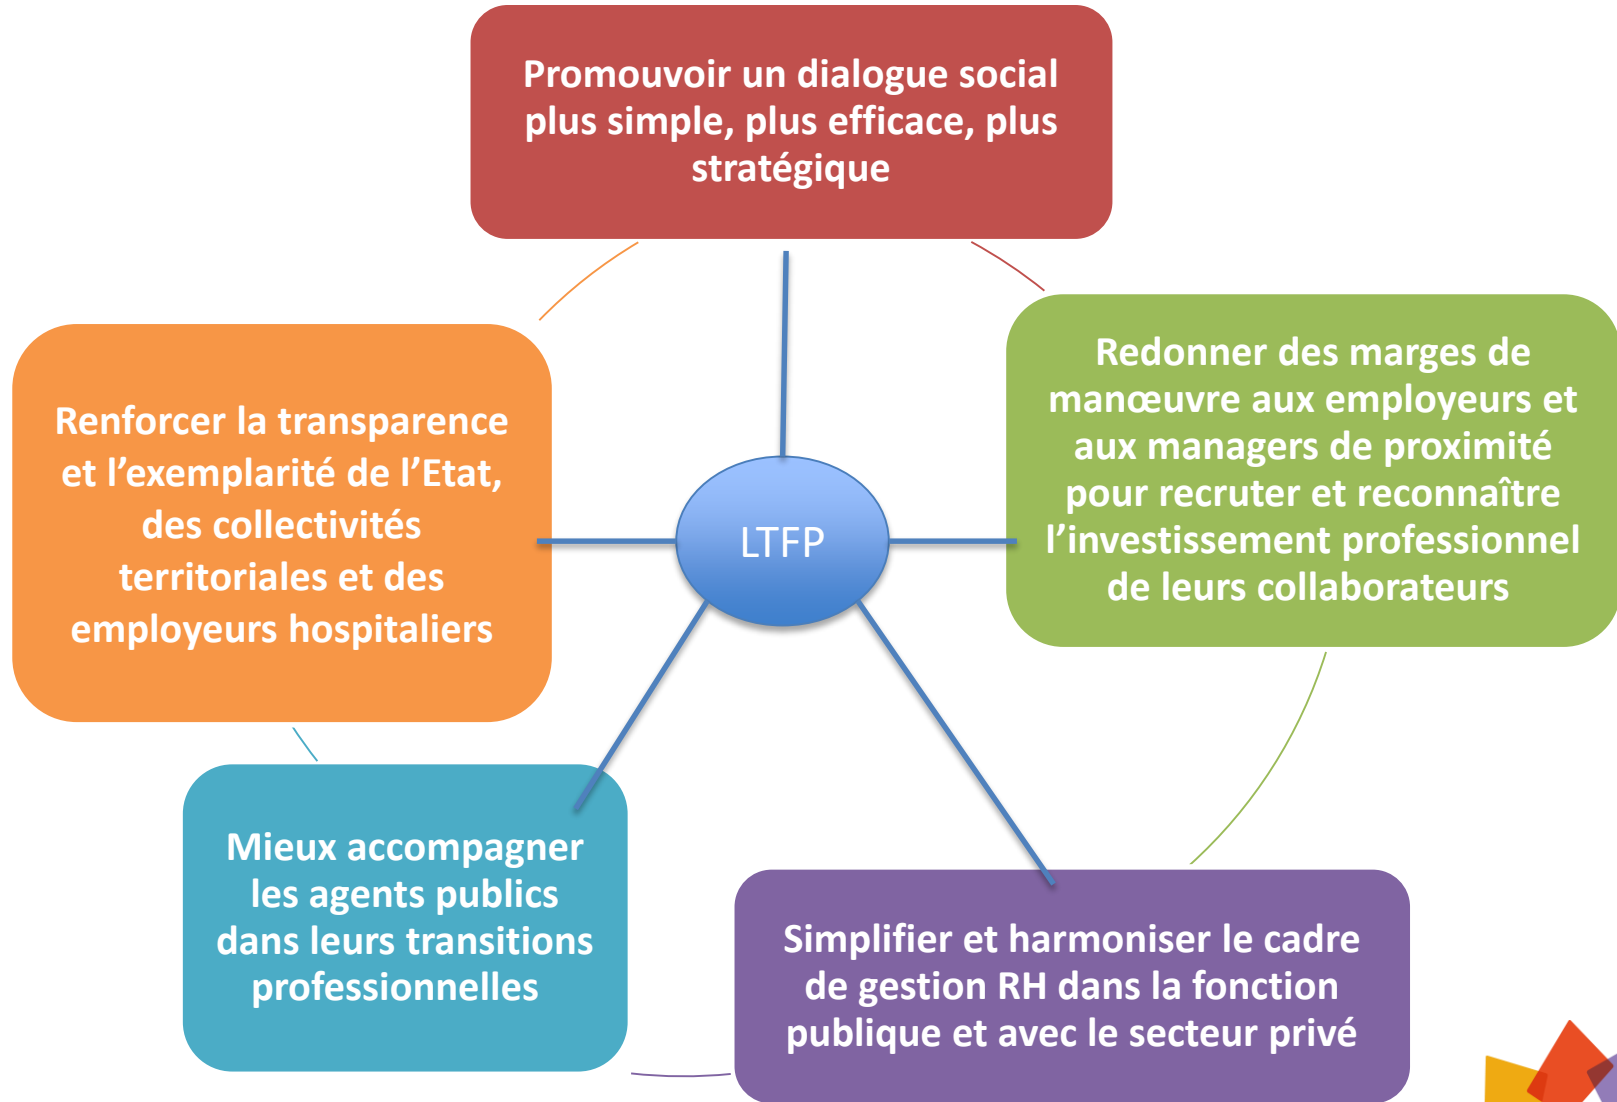 Promouvoir un dialogue social
plus simple, plus efficace, plus
stratégique
Redonner des marges de
manœuvre aux employeurs et
aux managers de proximité
pour recruter et reconnaître
l’investissement professionnel
de leurs collaborateurs
Renforcer la transparence
et l’exemplarité de l’Etat,
des collectivités
territoriales et des
employeurs hospitaliers
LTFP
Mieux accompagner
les agents publics
dans leurs transitions
professionnelles
Simplifier et harmoniser le cadre
de gestion RH dans la fonction
publique et avec le secteur privé